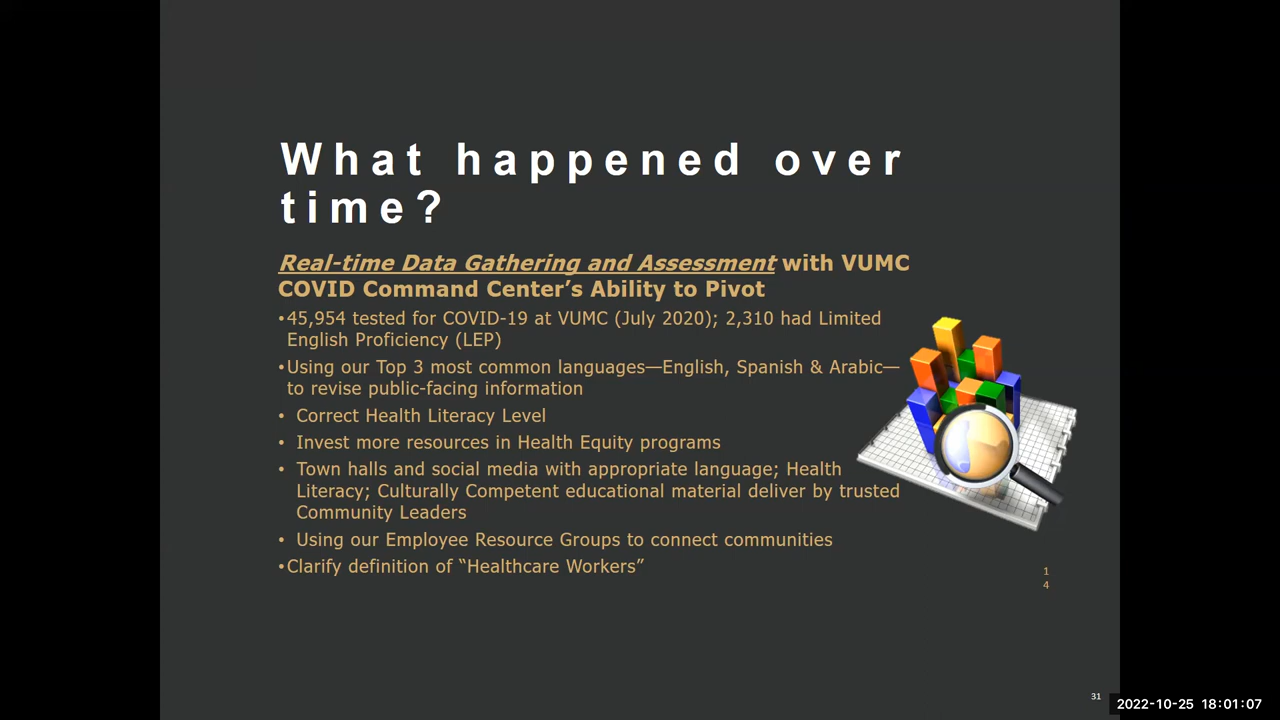 What happened over
time?
Real-time Data Gathering and Assessment with VUMC
COVID Command Center’s Ability to Pivot
•45,954 tested for COVID-19 at VUMC (July 2020); 2,310 had Limited
English Proficiency (LEP)
•Using our Top 3 most common languages—English, Spanish & Arabic—
to revise public-facing information
• Correct Health Literacy Level
• Invest more resources in Health Equity programs
• Town halls and social media with appropriate language; Health
Literacy; Culturally Competent educational material deliver by trusted
Community Leaders
• Using our Employee Resource Groups to connect communities
•Clarify definition of “Healthcare Workers”
1
4
31
2022-10-25 18:01:07